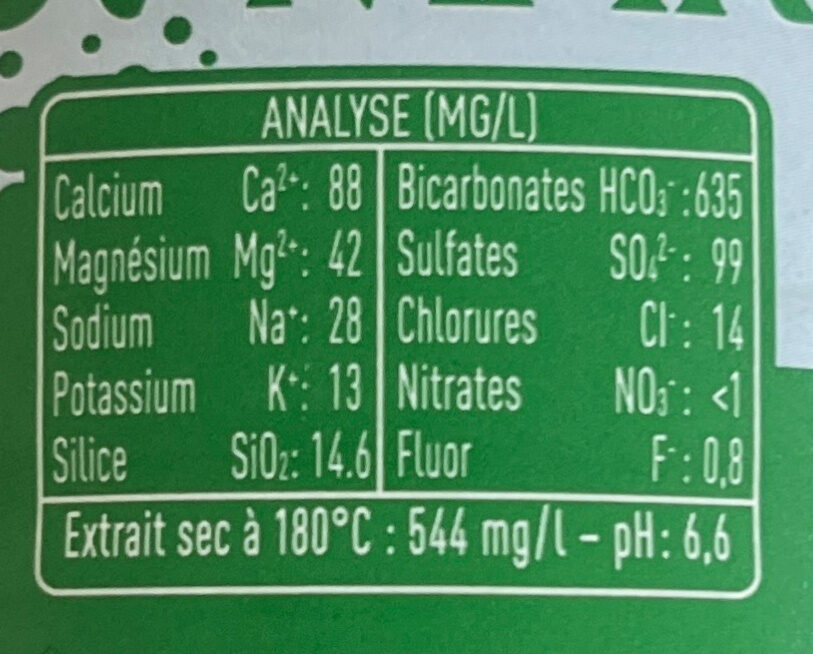 ANALYSE (MG/L)
Calcium Ca²⁺: 88
Magnésium Mg²⁺: 42
Sodium Na⁺: 28
Potassium K⁺: 13
Silice SiO₂: 14.6
Bicarbonates HCO₃⁻ :635
Sulfates SO₄²⁻: 99
Chlorures Cl⁻: 14
Nitrates NO₃⁻: <1
Fluor F⁻: 0,8
Extrait sec à 180°C : 544 mg/l – pH: 6,6